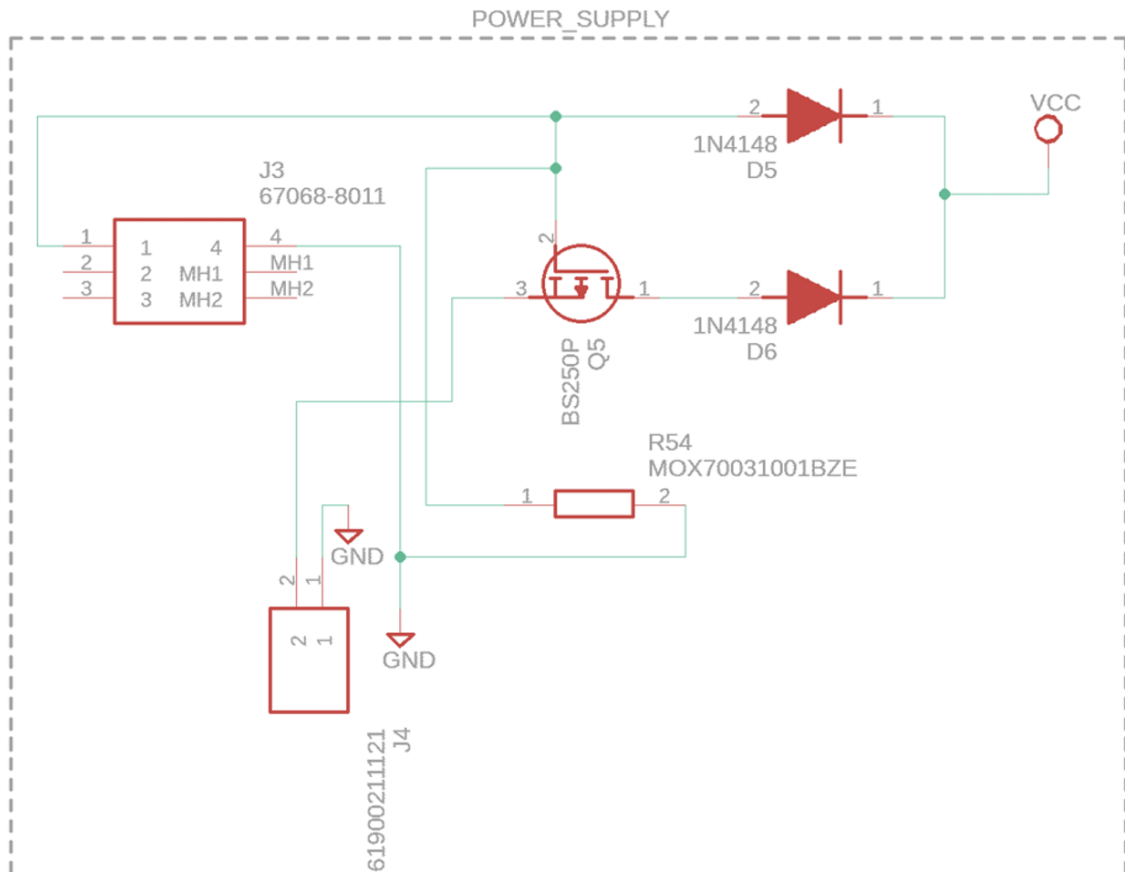 POWER_SUPPLY
VCC
2
1
1N4148
D5
J3
67068-8011
1
2
3
1
2
3
4
MH1
MH2
4
MH1
MH2
2
3
1
BS250P
Q5
2
1
1N4148
D6
R54
MOX70031001BZE
1
2
GND
2
1
2
1
GND
61900211121
J4